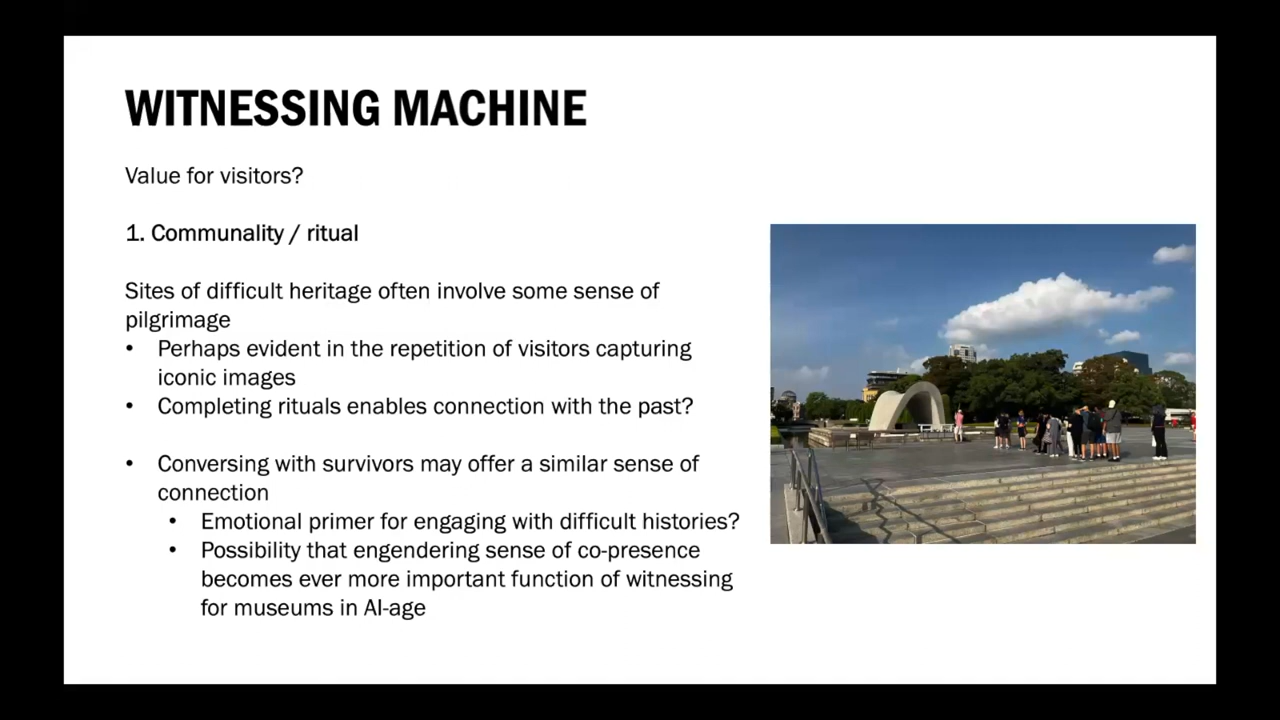 WITNESSING MACHINE
Value for visitors?
1. Communality / ritual
Sites of difficult heritage often involve some sense of
pilgrimage
• Perhaps evident in the repetition of visitors capturing
iconic images
• Completing rituals enables connection with the past?
• Conversing with survivors may offer a similar sense of
connection
• Emotional primer for engaging with difficult histories?
• Possibility that engendering sense of co-presence
becomes ever more important function of witnessing
for museums in AI-age